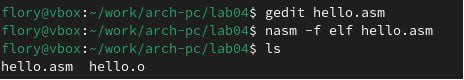 flory@vbox:~/work/arch-pc/lab04$ gedit hello.asm
flory@vbox:~/work/arch-pc/lab04$ nasm -f elf hello.asm
flory@vbox:~/work/arch-pc/lab04$ ls
hello.asm  hello.o